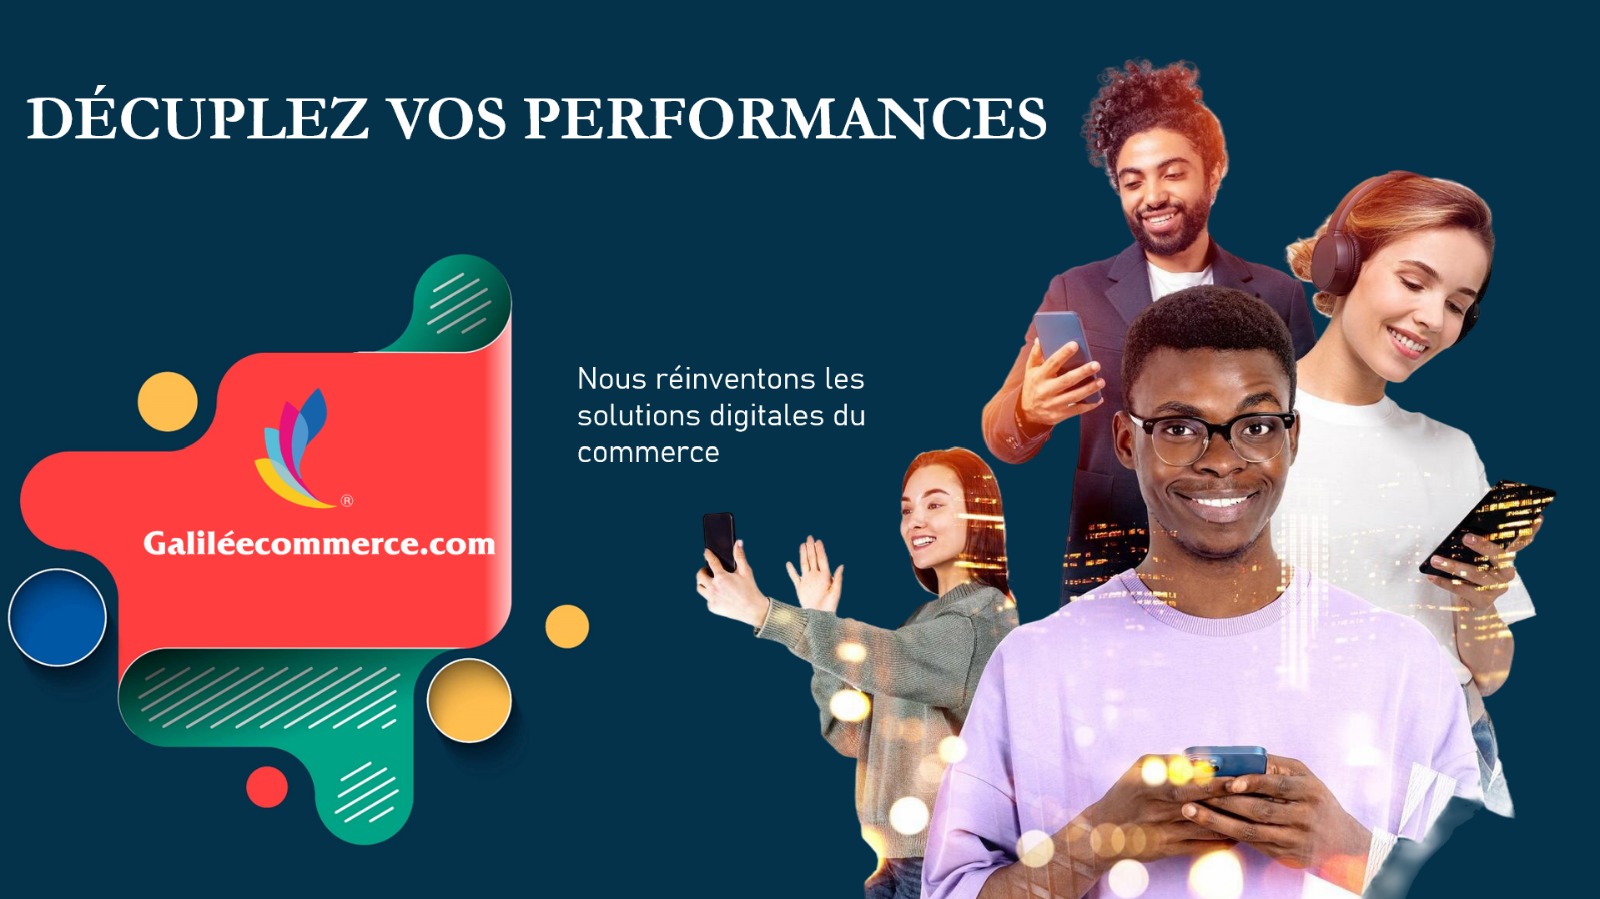 DÉCUPLEZ VOS PERFORMANCES
Nous réinventons les
solutions digitales du
commerce
®
Galiléecommerce.com